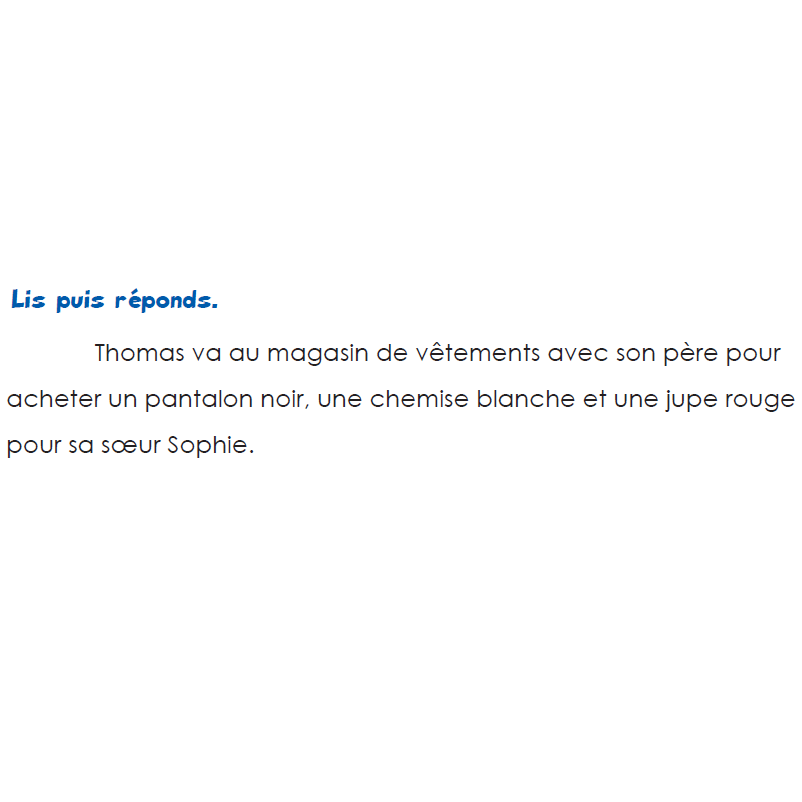 Lis puis réponds.
Thomas va au magasin de vêtements avec son père pour
acheter un pantalon noir, une chemise blanche et une jupe rouge
pour sa sœur Sophie.